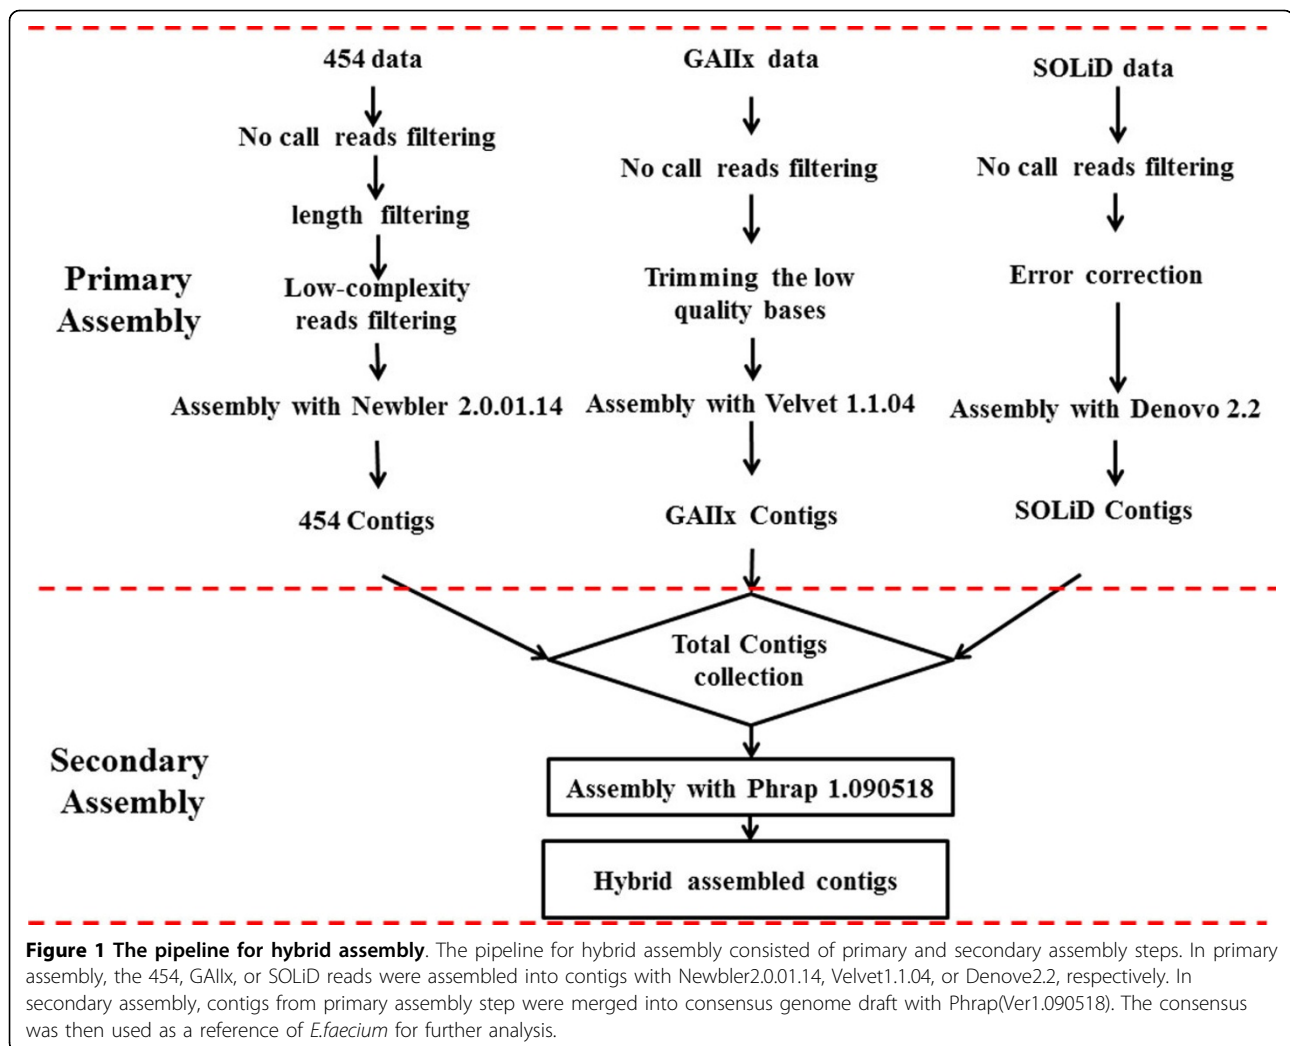 454 data
No call reads filtering
length filtering
Low-complexity
reads filtering
Assembly with Newbler 2.0.01.14
454 Contigs
GAIIx data
No call reads filtering
Trimming the low
quality bases
Assembly with Velvet 1.1.04
GAIIx Contigs
SOLiD data
No call reads filtering
Error correction
Assembly with Denovo 2.2
SOLiD Contigs
Primary
Assembly
Total Contigs
collection
Secondary
Assembly
Assembly with Phrap 1.090518
Hybrid assembled contigs
Figure 1 The pipeline for hybrid assembly. The pipeline for hybrid assembly consisted of primary and secondary assembly steps. In primary
assembly, the 454, GAIIx, or SOLiD reads were assembled into contigs with Newbler2.0.01.14, Velvet1.1.04, or Denove2.2, respectively. In
secondary assembly, contigs from primary assembly step were merged into consensus genome draft with Phrap(Ver1.090518). The consensus
was then used as a reference of E.faecium for further analysis.